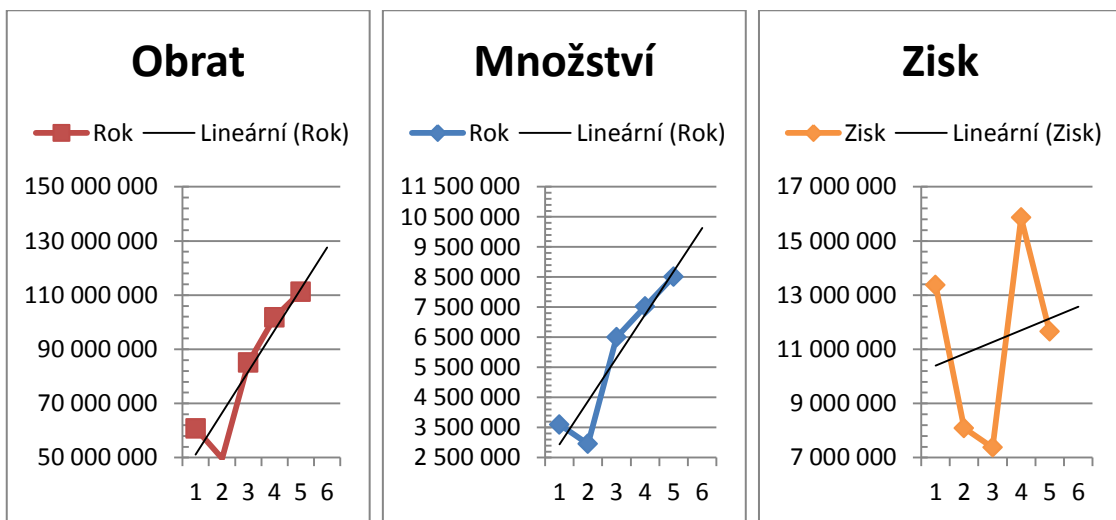 Obrat
Rok Lineární (Rok)
150 000 000
130 000 000
110 000 000
90 000 000
70 000 000
50 000 000
1 2 3 4 5 6
Množství
Rok Lineární (Rok)
11 500 000
10 500 000
9 500 000
8 500 000
7 500 000
6 500 000
5 500 000
4 500 000
3 500 000
2 500 000
1 2 3 4 5 6
Zisk
Zisk Lineární (Zisk)
17 000 000
15 000 000
13 000 000
11 000 000
9 000 000
7 000 000
1 2 3 4 5 6